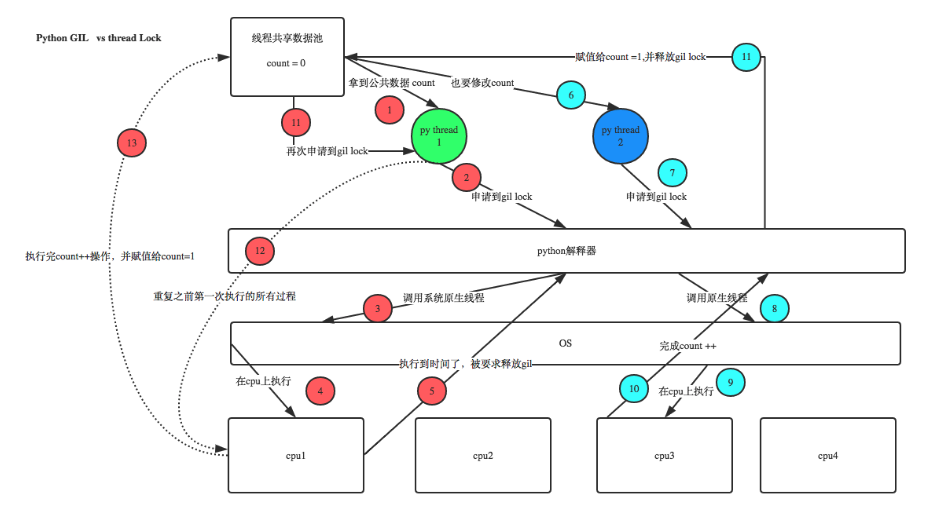 Python GIL vs thread Lock
线程共享数据池
count = 0
赋值给count =1,并释放gil lock
11
拿到公共数据 count
也要修改count
6
1
11
py thread
1
py thread
2
13
再次申请到gil lock
2
7
申请到gil lock
申请到gil lock
执行完count++操作，并赋值给count=1
12
python解释器
重复之前第一次执行的所有过程
3
调用系统原生线程
调用原生线程
8
OS
完成count ++
执行到时间了，被要求释放gil
在cpu上执行
4
5
10
在cpu上执行
9
cpu1
cpu2
cpu3
cpu4